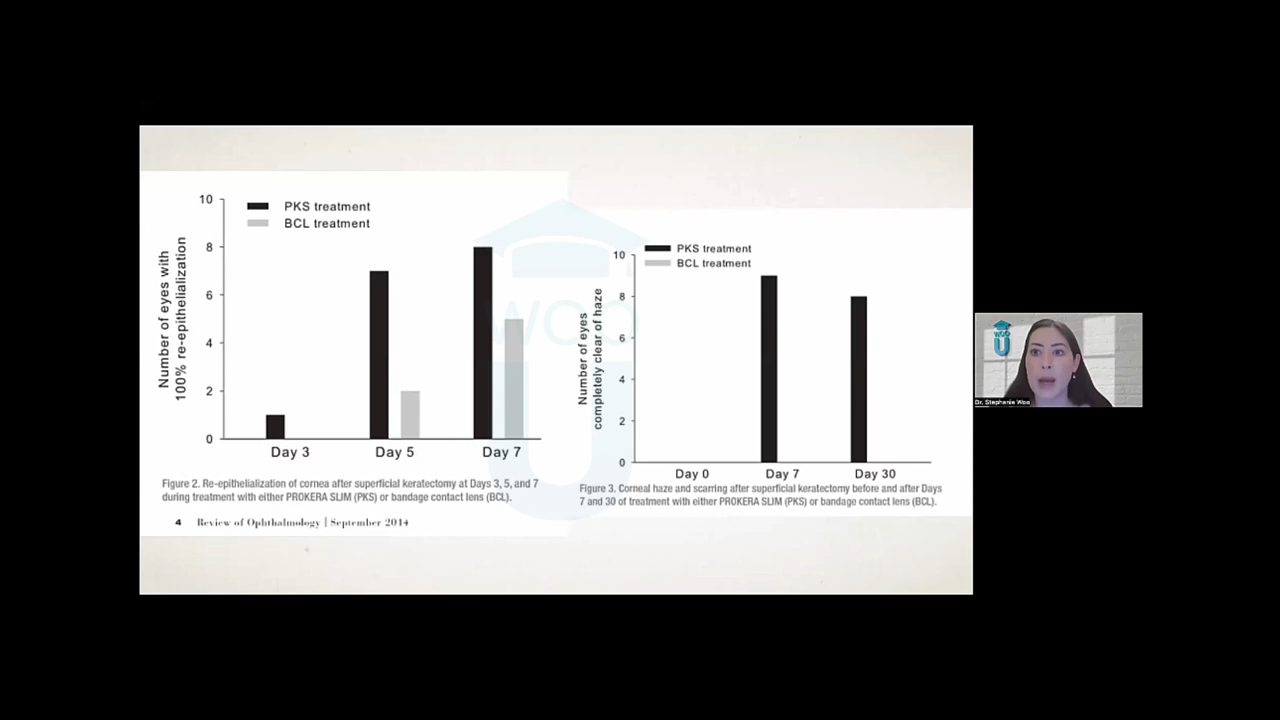 10
8
6
4
2
0
Number of eyes with
100% re-epithelialization
PKS treatment
BCL treatment
Day 3
Day 5
Day 7
Figure 2. Re-epithelialization of cornea after superficial keratectomy at Days 3, 5, and 7
during treatment with either PROKERA SLIM (PKS) or bandage contact lens (BCL).
4 Review of Ophthalmology | September 2014
10
8
6
4
2
0
Number of eyes
completely clear of haze
PKS treatment
BCL treatment
Day 0
Day 7
Day 30
Figure 3. Corneal haze and scarring after superficial keratectomy before and after Days
7 and 30 of treatment with either PROKERA SLIM (PKS) or bandage contact lens (BCL).
WOO
U
WOO
U
Dr. Stephanie Woo